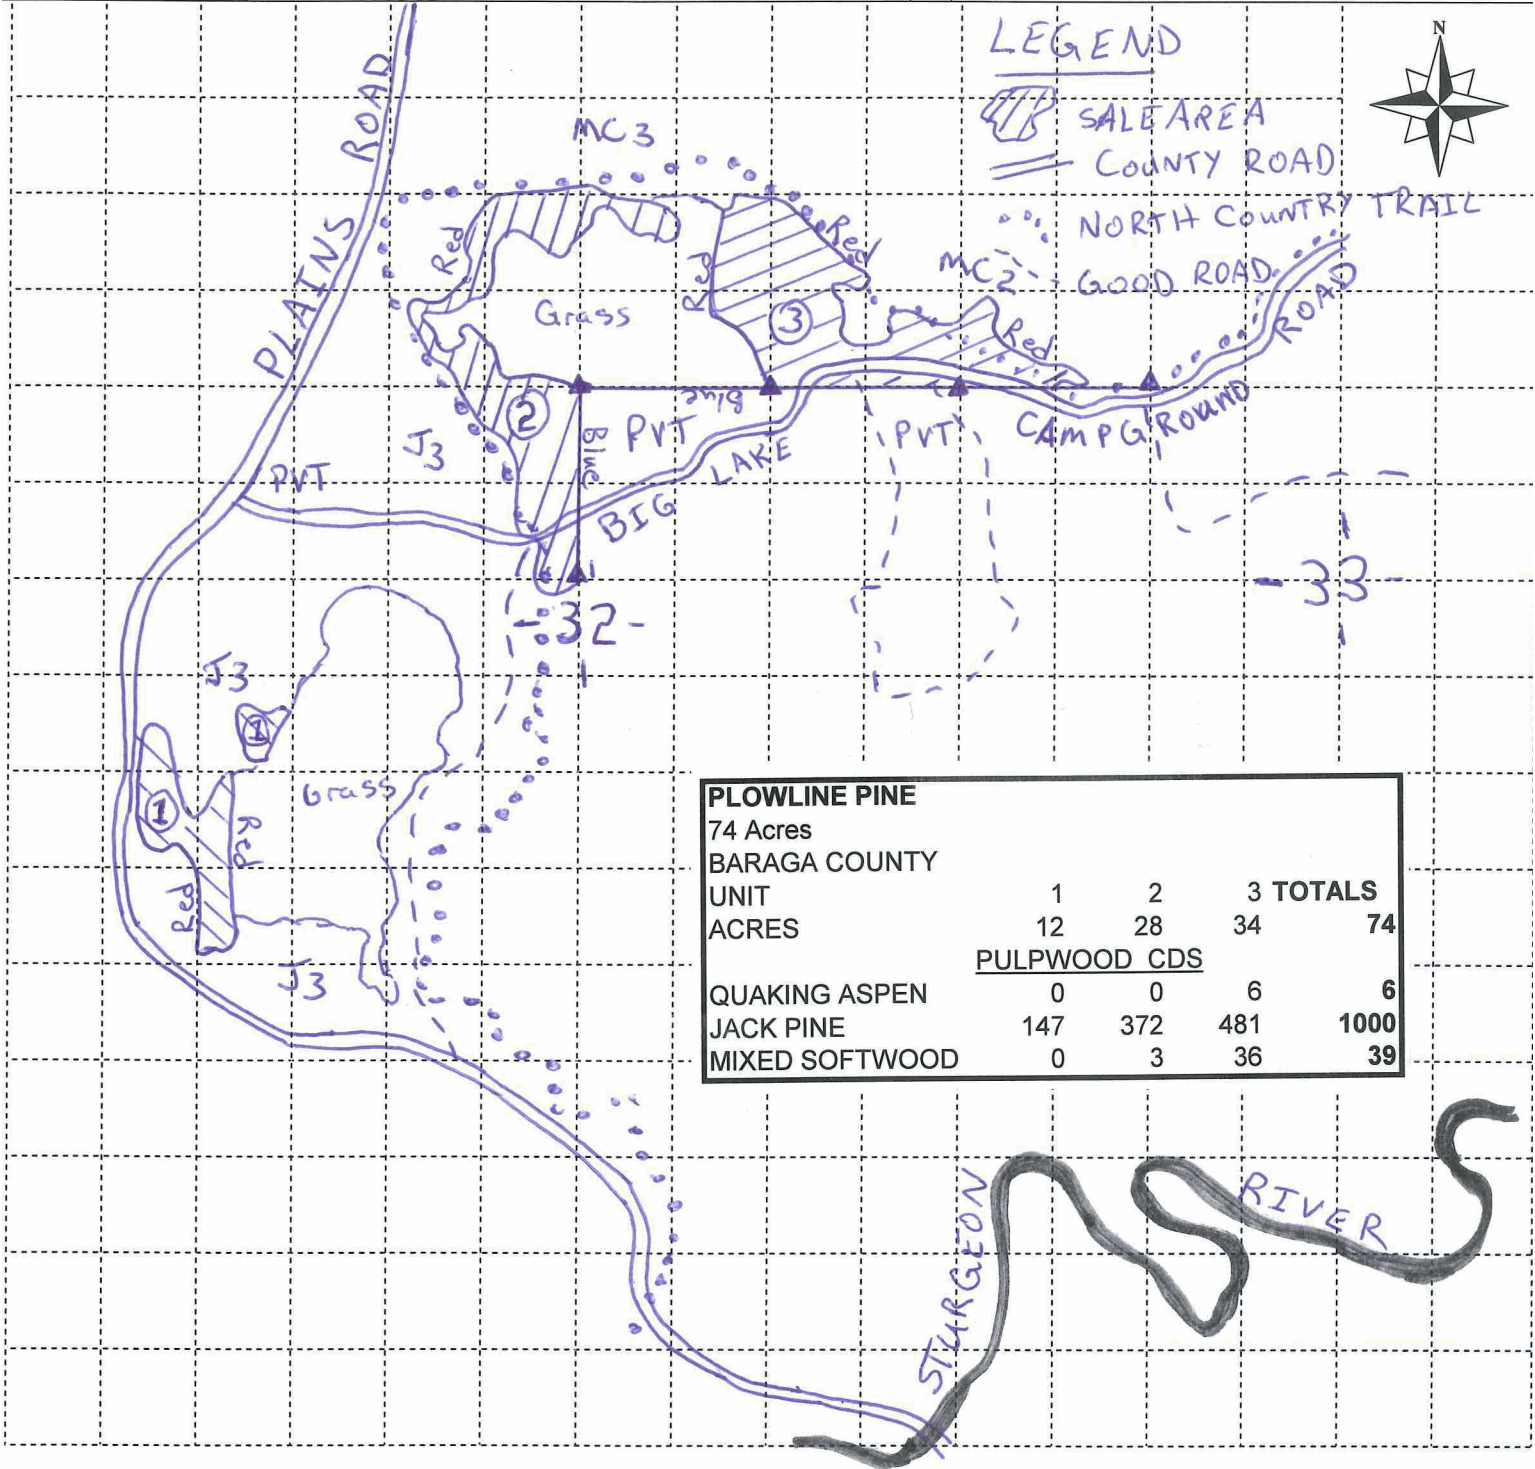 N
LEGEND
SALE AREA
COUNTY ROAD
NORTH COUNTRY TRAIL
GOOD ROAD
PLAINS ROAD
MC3
Red
Red
Red
MC2
Grass
3
Red
2
Blue
Blue
PVT
PVT
J3
PVT
BIG LAKE CAMPGROUND ROAD
-32-
-33-
J3
1
1
Grass
Red
Red
J3
PLOWLINE PINE
74 Acres
BARAGA COUNTY
UNIT 1 2 3 TOTALS
ACRES 12 28 34 74
PULPWOOD CDS
QUAKING ASPEN 0 0 6 6
JACK PINE 147 372 481 1000
MIXED SOFTWOOD 0 3 36 39
STURGEON RIVER